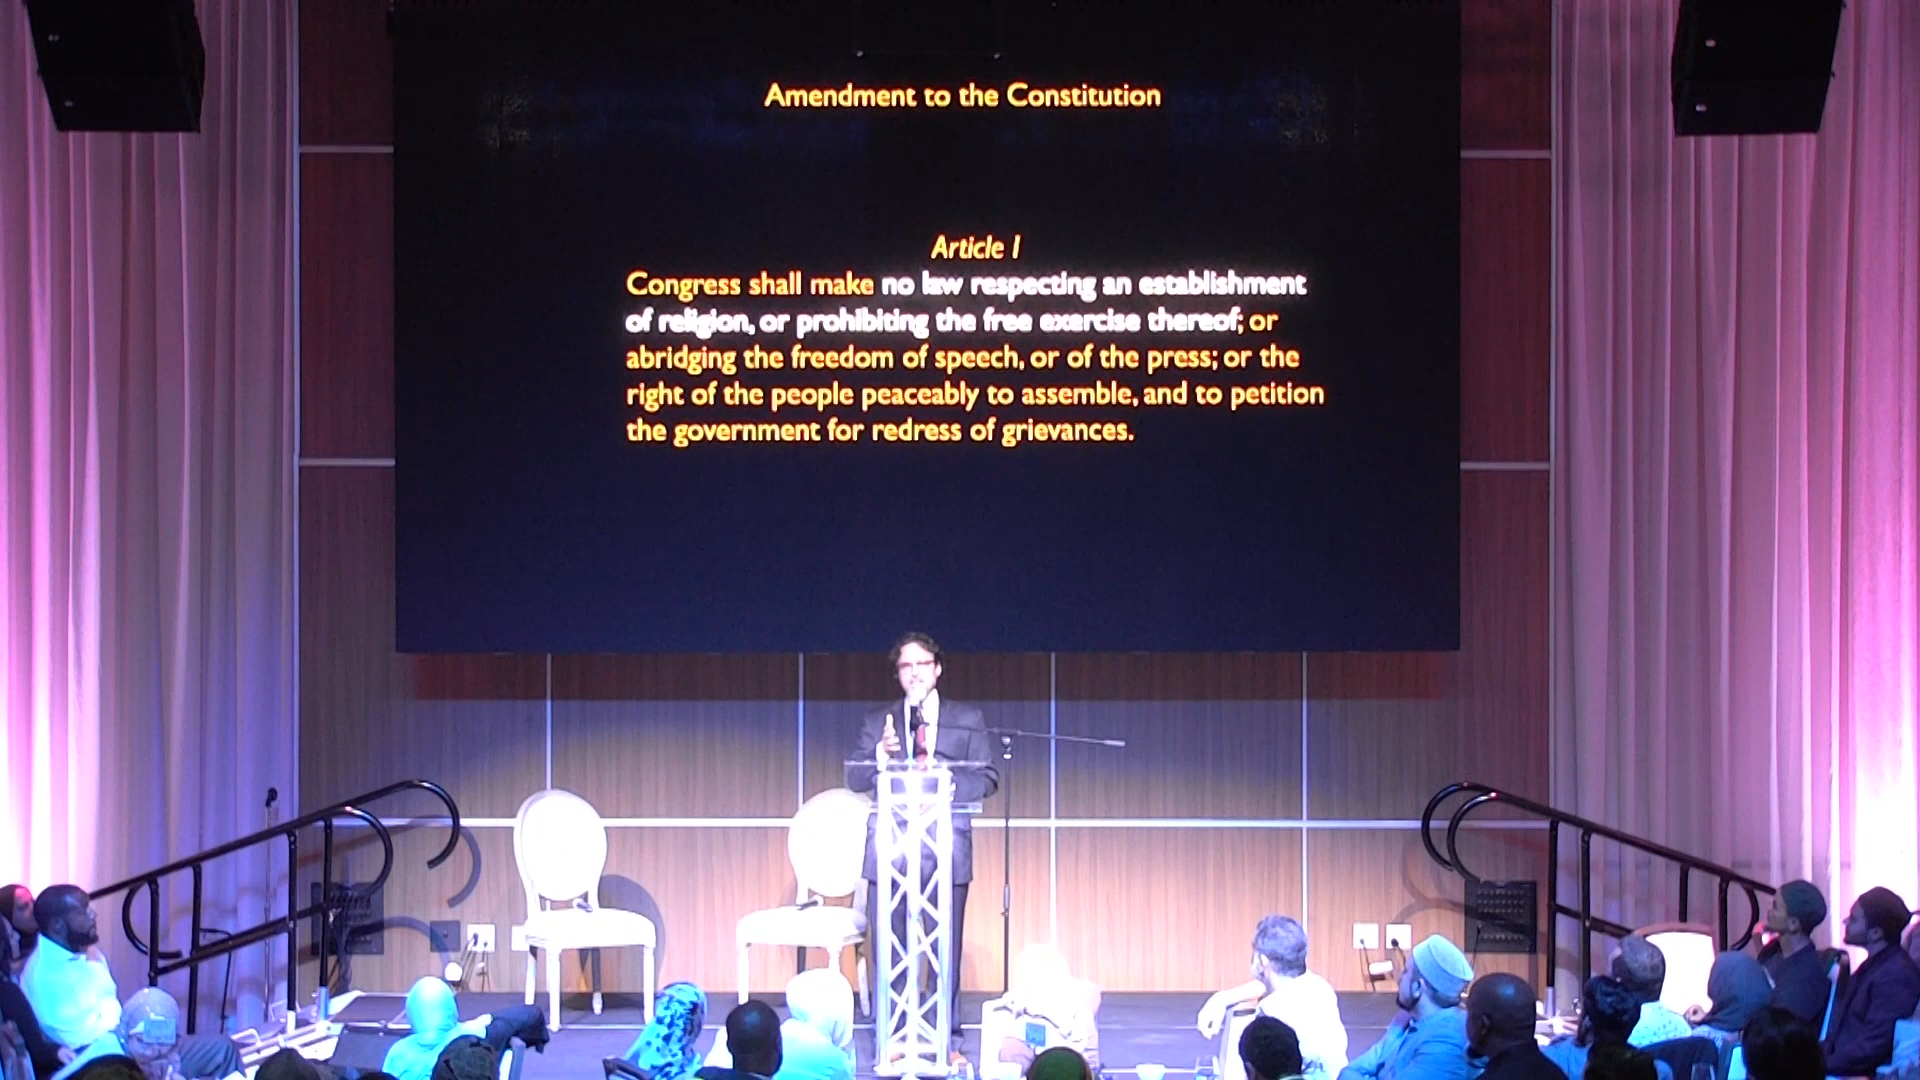 Amendment to the Constitution
Article I
Congress shall make no law respecting an establishment
of religion, or prohibiting the free exercise thereof; or
abridging the freedom of speech, or of the press; or the
right of the people peaceably to assemble, and to petition
the government for redress of grievances.